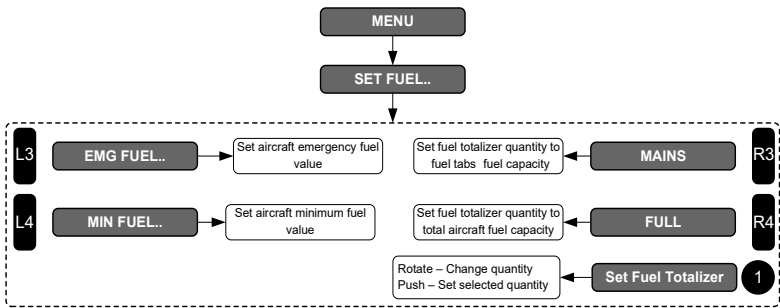 MENU
SET FUEL..
L3
EMG FUEL..
Set aircraft emergency fuel
value
Set fuel totalizer quantity to
fuel tabs  fuel capacity
MAINS
R3
L4
MIN FUEL..
Set aircraft minimum fuel
value
Set fuel totalizer quantity to
total aircraft fuel capacity
FULL
R4
Rotate – Change quantity
Push – Set selected quantity
Set Fuel Totalizer
1